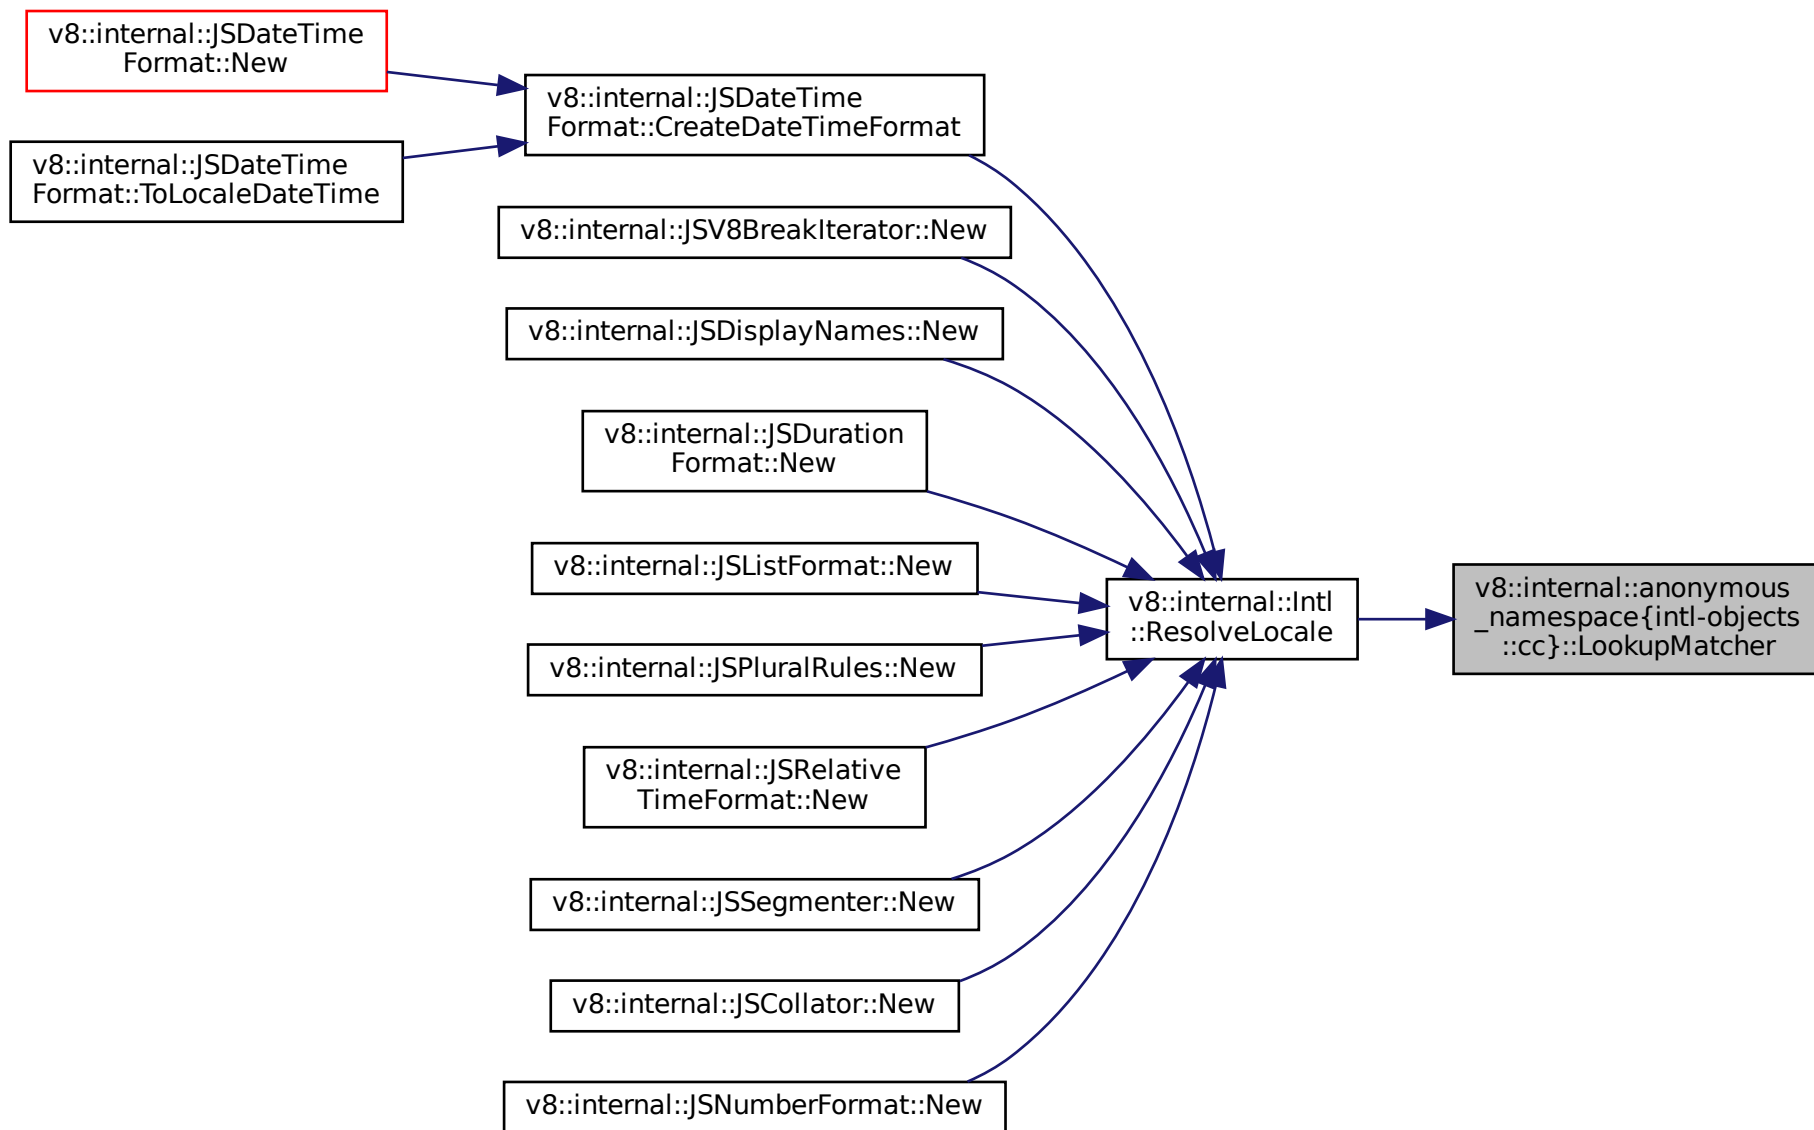 v8::internal::JSDateTime
Format::New
v8::internal::JSDateTime
Format::ToLocaleDateTime
v8::internal::JSDateTime
Format::CreateDateTimeFormat
v8::internal::JSV8BreakIterator::New
v8::internal::JSDisplayNames::New
v8::internal::JSDuration
Format::New
v8::internal::JSListFormat::New
v8::internal::JSPluralRules::New
v8::internal::JSRelative
TimeFormat::New
v8::internal::JSSegmenter::New
v8::internal::JSCollator::New
v8::internal::JSNumberFormat::New
v8::internal::Intl
::ResolveLocale
v8::internal::anonymous
_namespace{intl-objects
::cc}::LookupMatcher